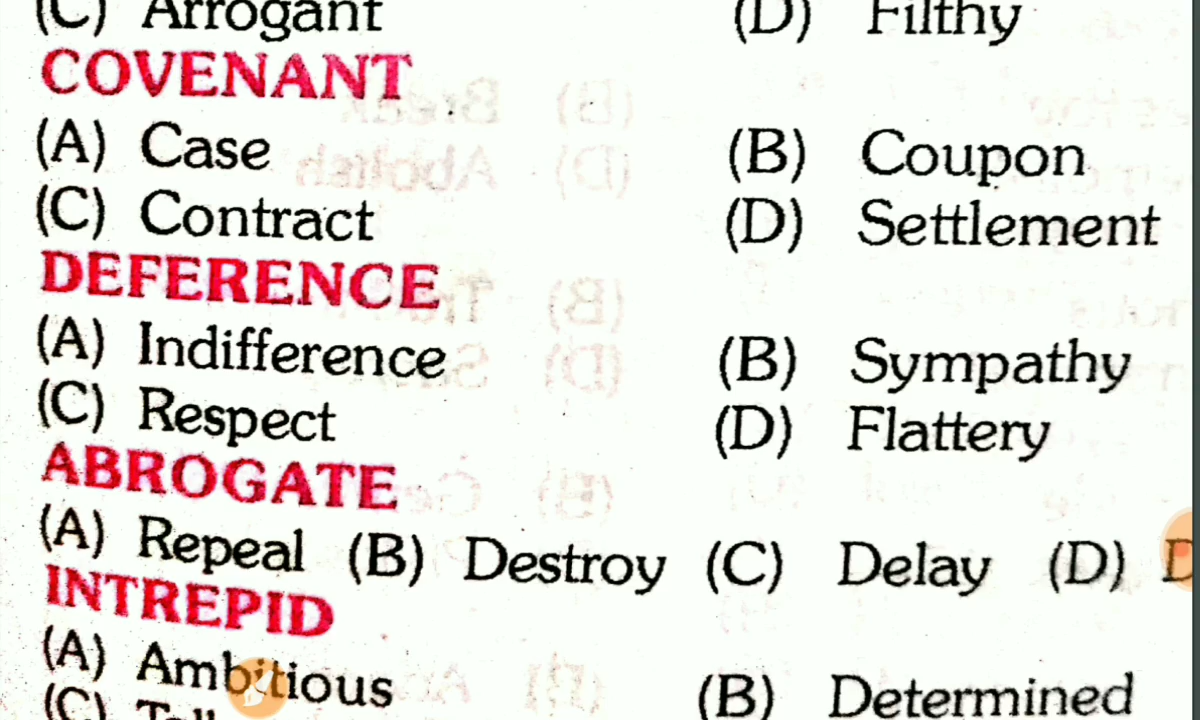 (C) Arrogant (D) Filthy
COVENANT
(A) Case (B) Coupon
(C) Contract (D) Settlement
DEFERENCE
(A) Indifference (B) Sympathy
(C) Respect (D) Flattery
ABROGATE
(A) Repeal (B) Destroy (C) Delay (D)
INTREPID
(A) Ambitious (B) Determined
(C)